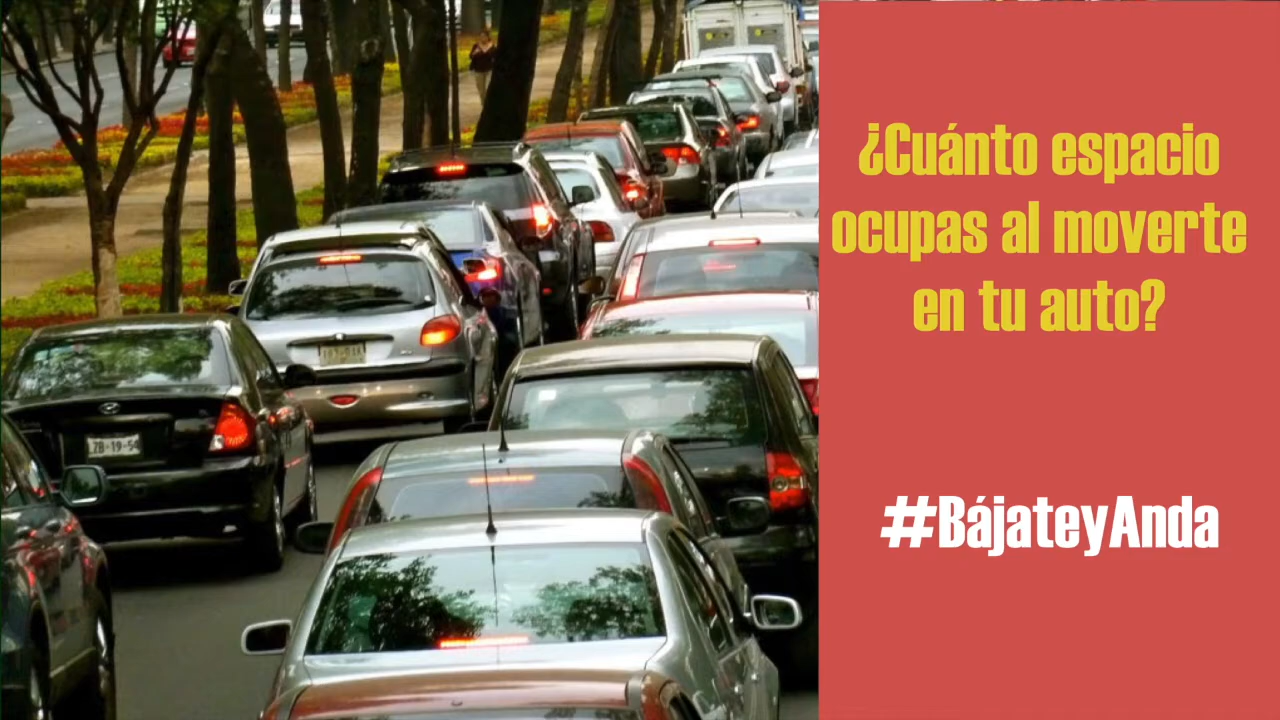 ¿Cuánto espacio
ocupas al moverte
en tu auto?
#BájateyAnda